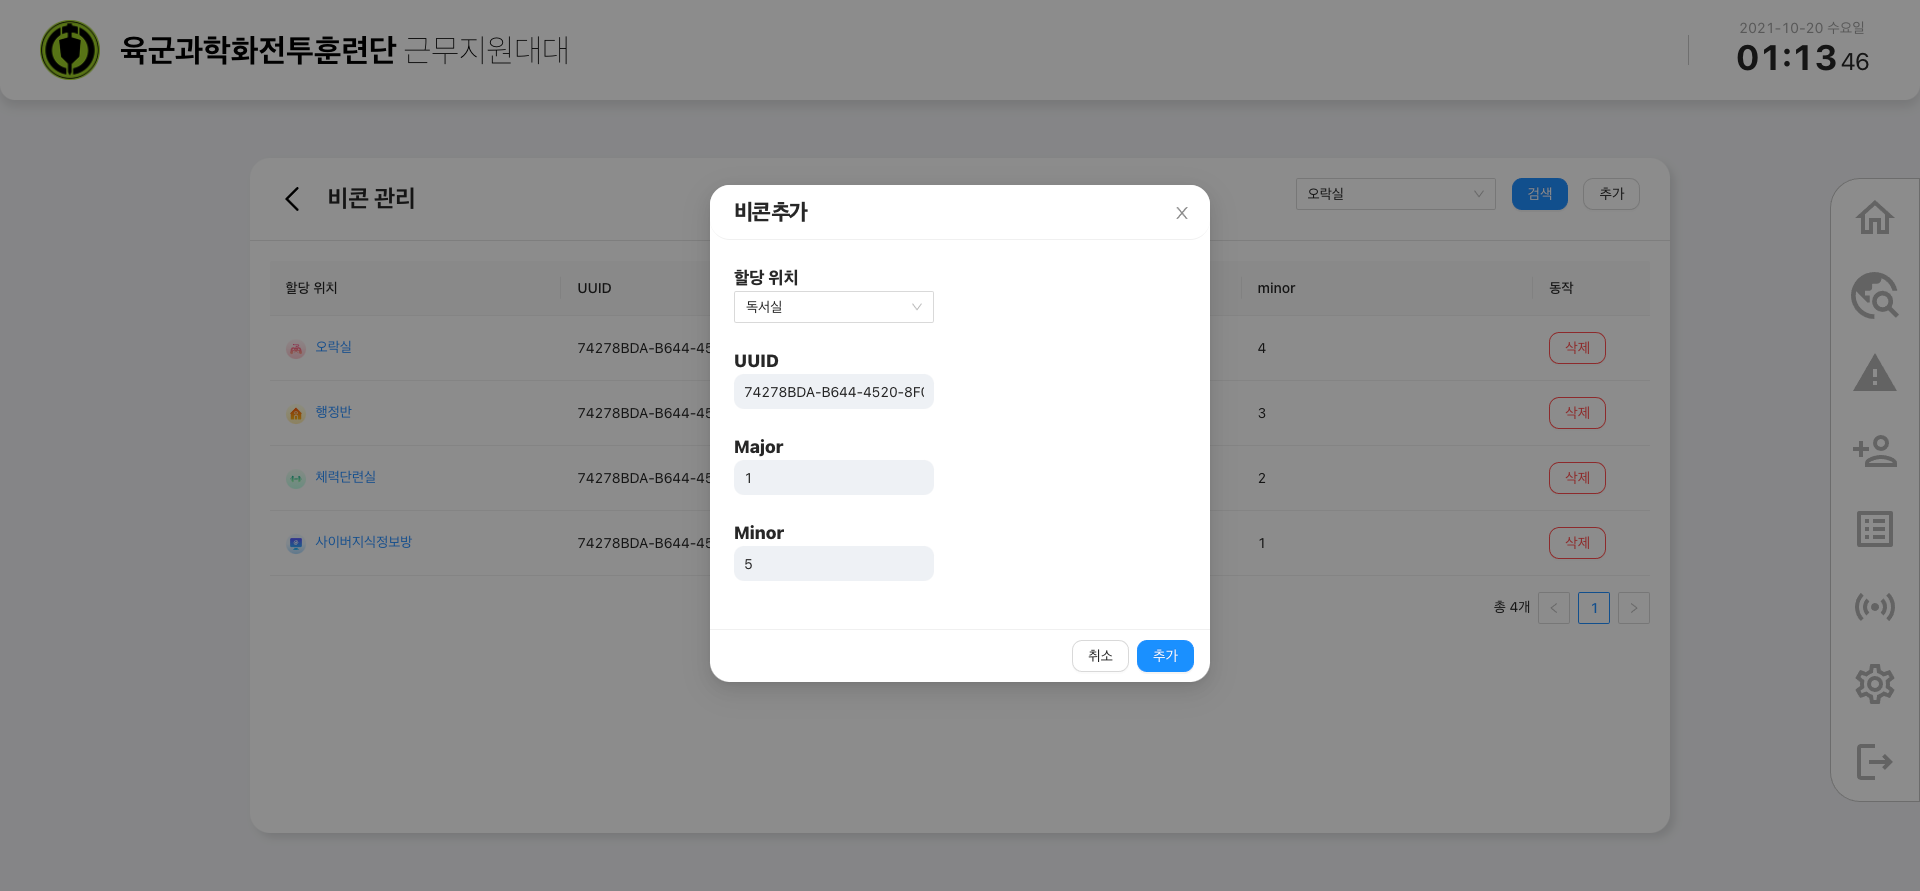 육군과학화전투훈련단 근무지원대대
2021-10-20 수요일
01:13 46
비콘 관리
오락실
검색
추가
할당 위치
UUID
minor
동작
오락실
74278BDA-B644-45
4
삭제
행정반
74278BDA-B644-45
3
삭제
체력단련실
74278BDA-B644-45
2
삭제
사이버지식정보방
74278BDA-B644-45
1
삭제
총 4개
1
비콘추가
할당 위치
독서실
UUID
74278BDA-B644-4520-8F
Major
1
Minor
5
취소
추가